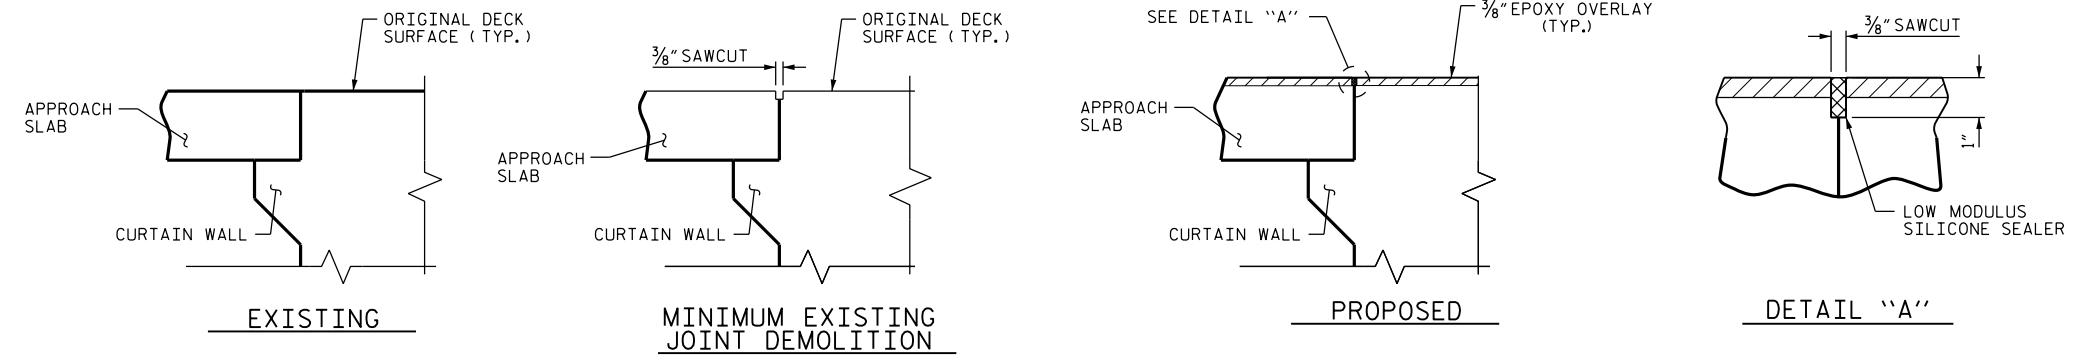 ORIGINAL DECK
SURFACE (TYP.)
APPROACH
SLAB
CURTAIN WALL
EXISTING
ORIGINAL DECK
SURFACE (TYP.)
⅜" SAWCUT
APPROACH
SLAB
CURTAIN WALL
MINIMUM EXISTING
JOINT DEMOLITION
SEE DETAIL "A"
⅜" EPOXY OVERLAY
(TYP.)
APPROACH
SLAB
CURTAIN WALL
PROPOSED
⅜" SAWCUT
1"
LOW MODULUS
SILICONE SEALER
DETAIL "A"